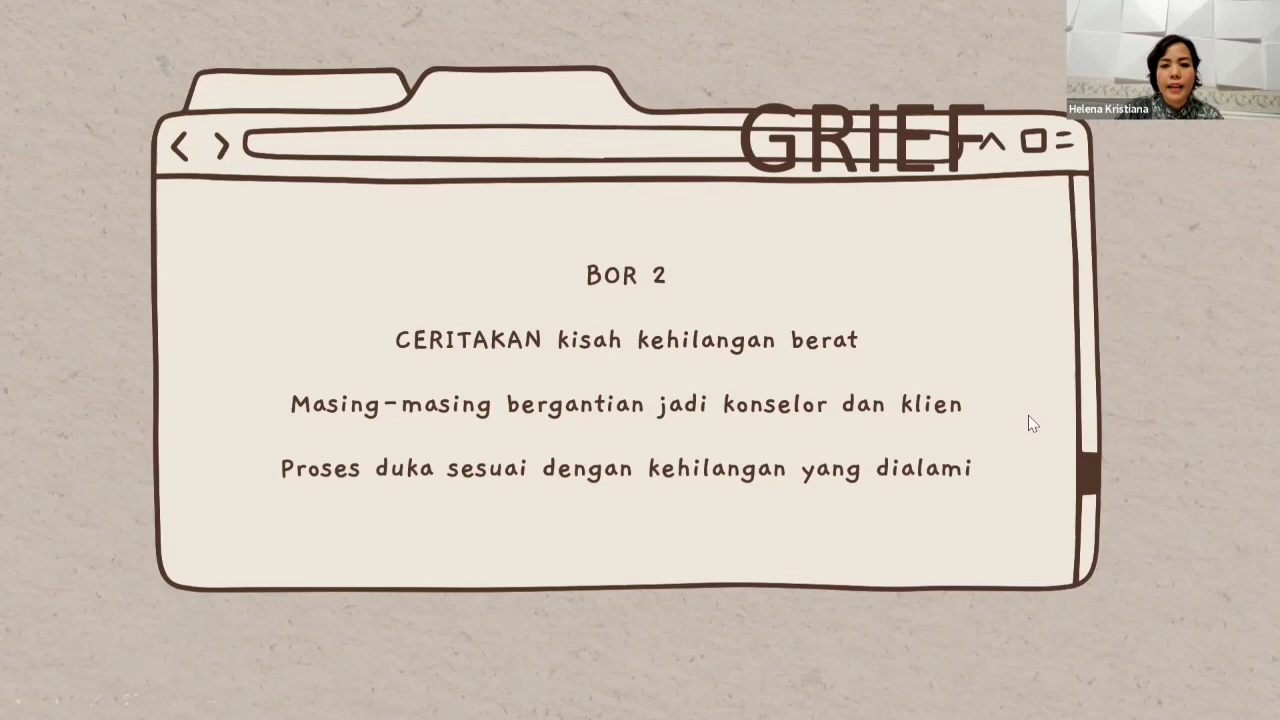 Helena Kristiana
GRIEF
BOR 2
CERITAKAN kisah kehilangan berat
Masing-masing bergantian jadi konselor dan klien
Proses duka sesuai dengan kehilangan yang dialami